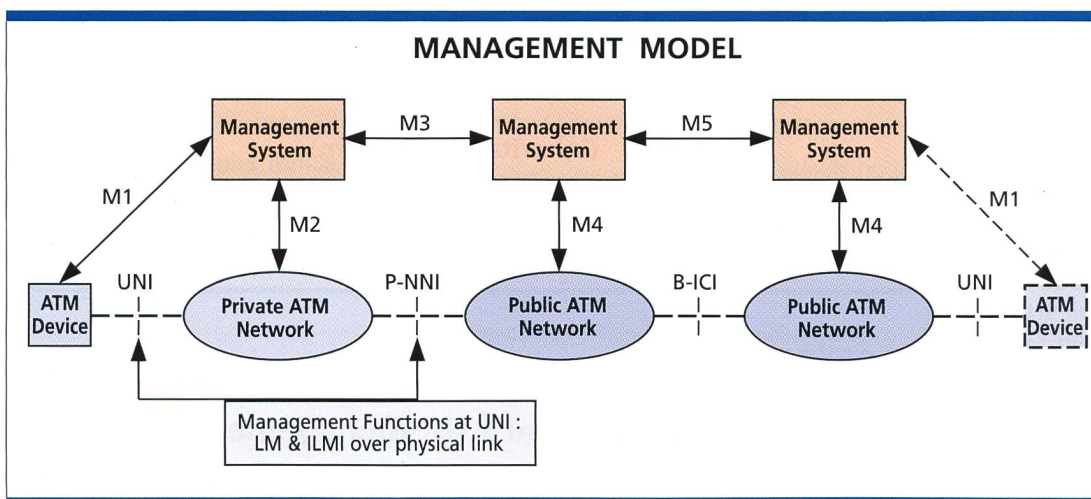 MANAGEMENT MODEL
Management
System
M3
Management
System
M5
Management
System
M1
M2
M4
M4
M1
ATM
Device
UNI
Private ATM
Network
P-NNI
Public ATM
Network
B-ICI
Public ATM
Network
UNI
ATM
Device
Management Functions at UNI :
LM & ILMI over physical link